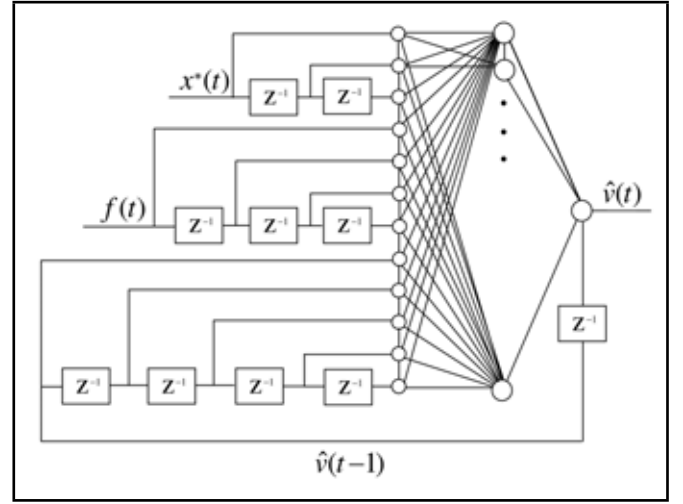 x*(t)
Z⁻¹ Z⁻¹
f(t)
Z⁻¹ Z⁻¹ Z⁻¹
v̂(t)
Z⁻¹
Z⁻¹ Z⁻¹ Z⁻¹ Z⁻¹
v̂(t−1)